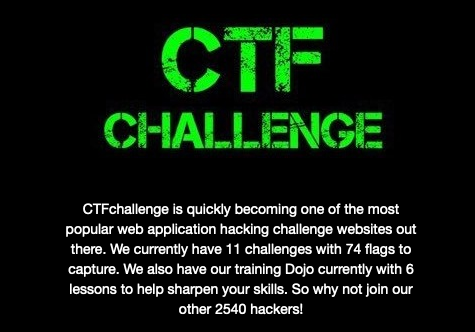 CTF
CHALLENGE
CTFchallenge is quickly becoming one of the most
popular web application hacking challenge websites out
there. We currently have 11 challenges with 74 flags to
capture. We also have our training Dojo currently with 6
lessons to help sharpen your skills. So why not join our
other 2540 hackers!